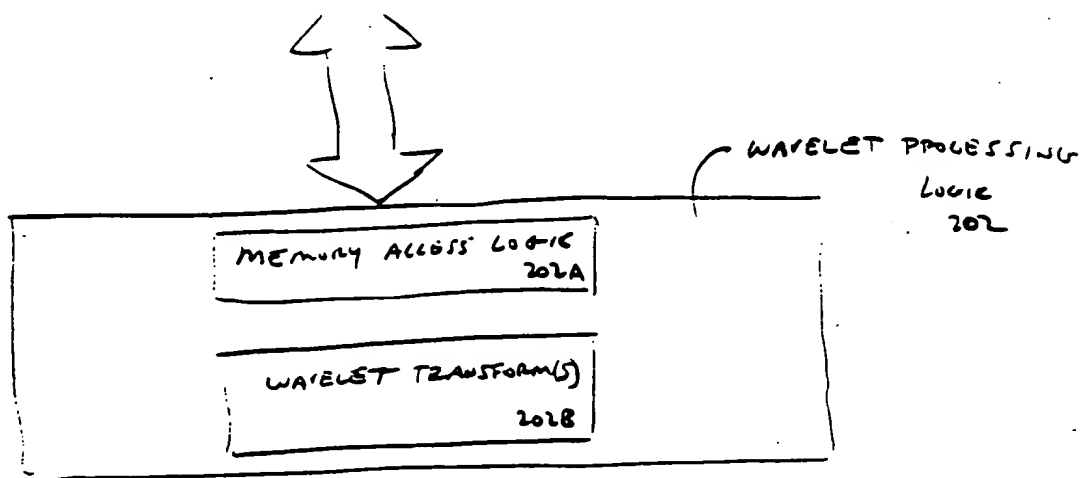 WAVELET PROCESSING
LOGIC
202
MEMORY ACCESS LOGIC
202A
WAVELET TRANSFORM(S)
202B